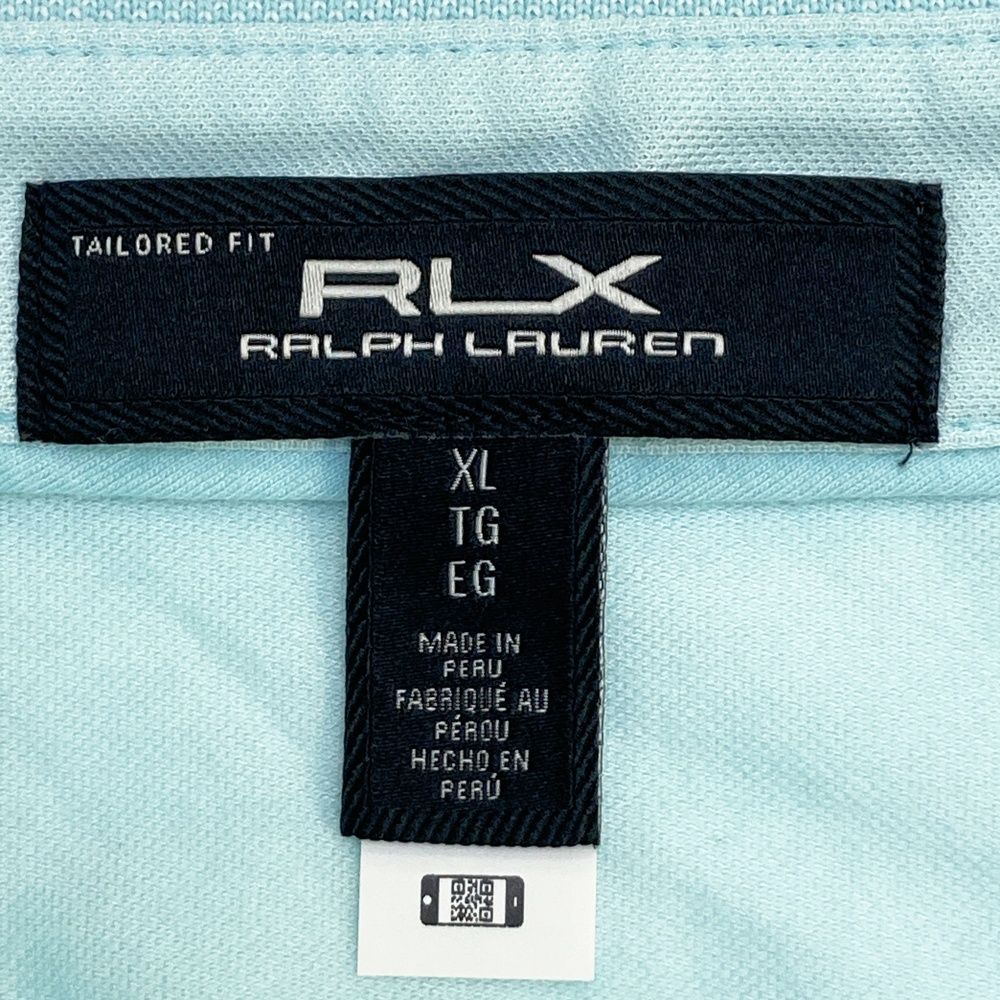 TAILORED FIT
RLX
RALPH LAUREN
XL
TG
EG
MADE IN
PERU
FABRIQUÉ AU
PÉROU
HECHO EN
PERÚ